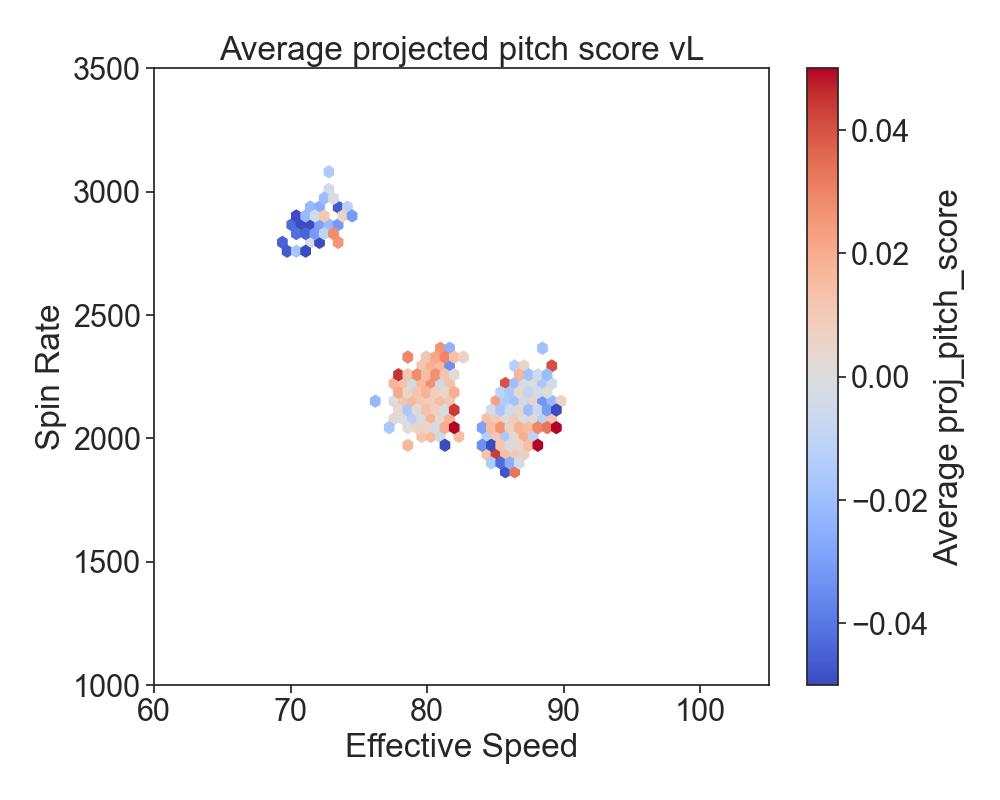 Average projected pitch score vL
3500
3000
2500
2000
1500
1000
Spin Rate
60 70 80 90 100
Effective Speed
0.04
0.02
0.00
−0.02
−0.04
Average proj_pitch_score